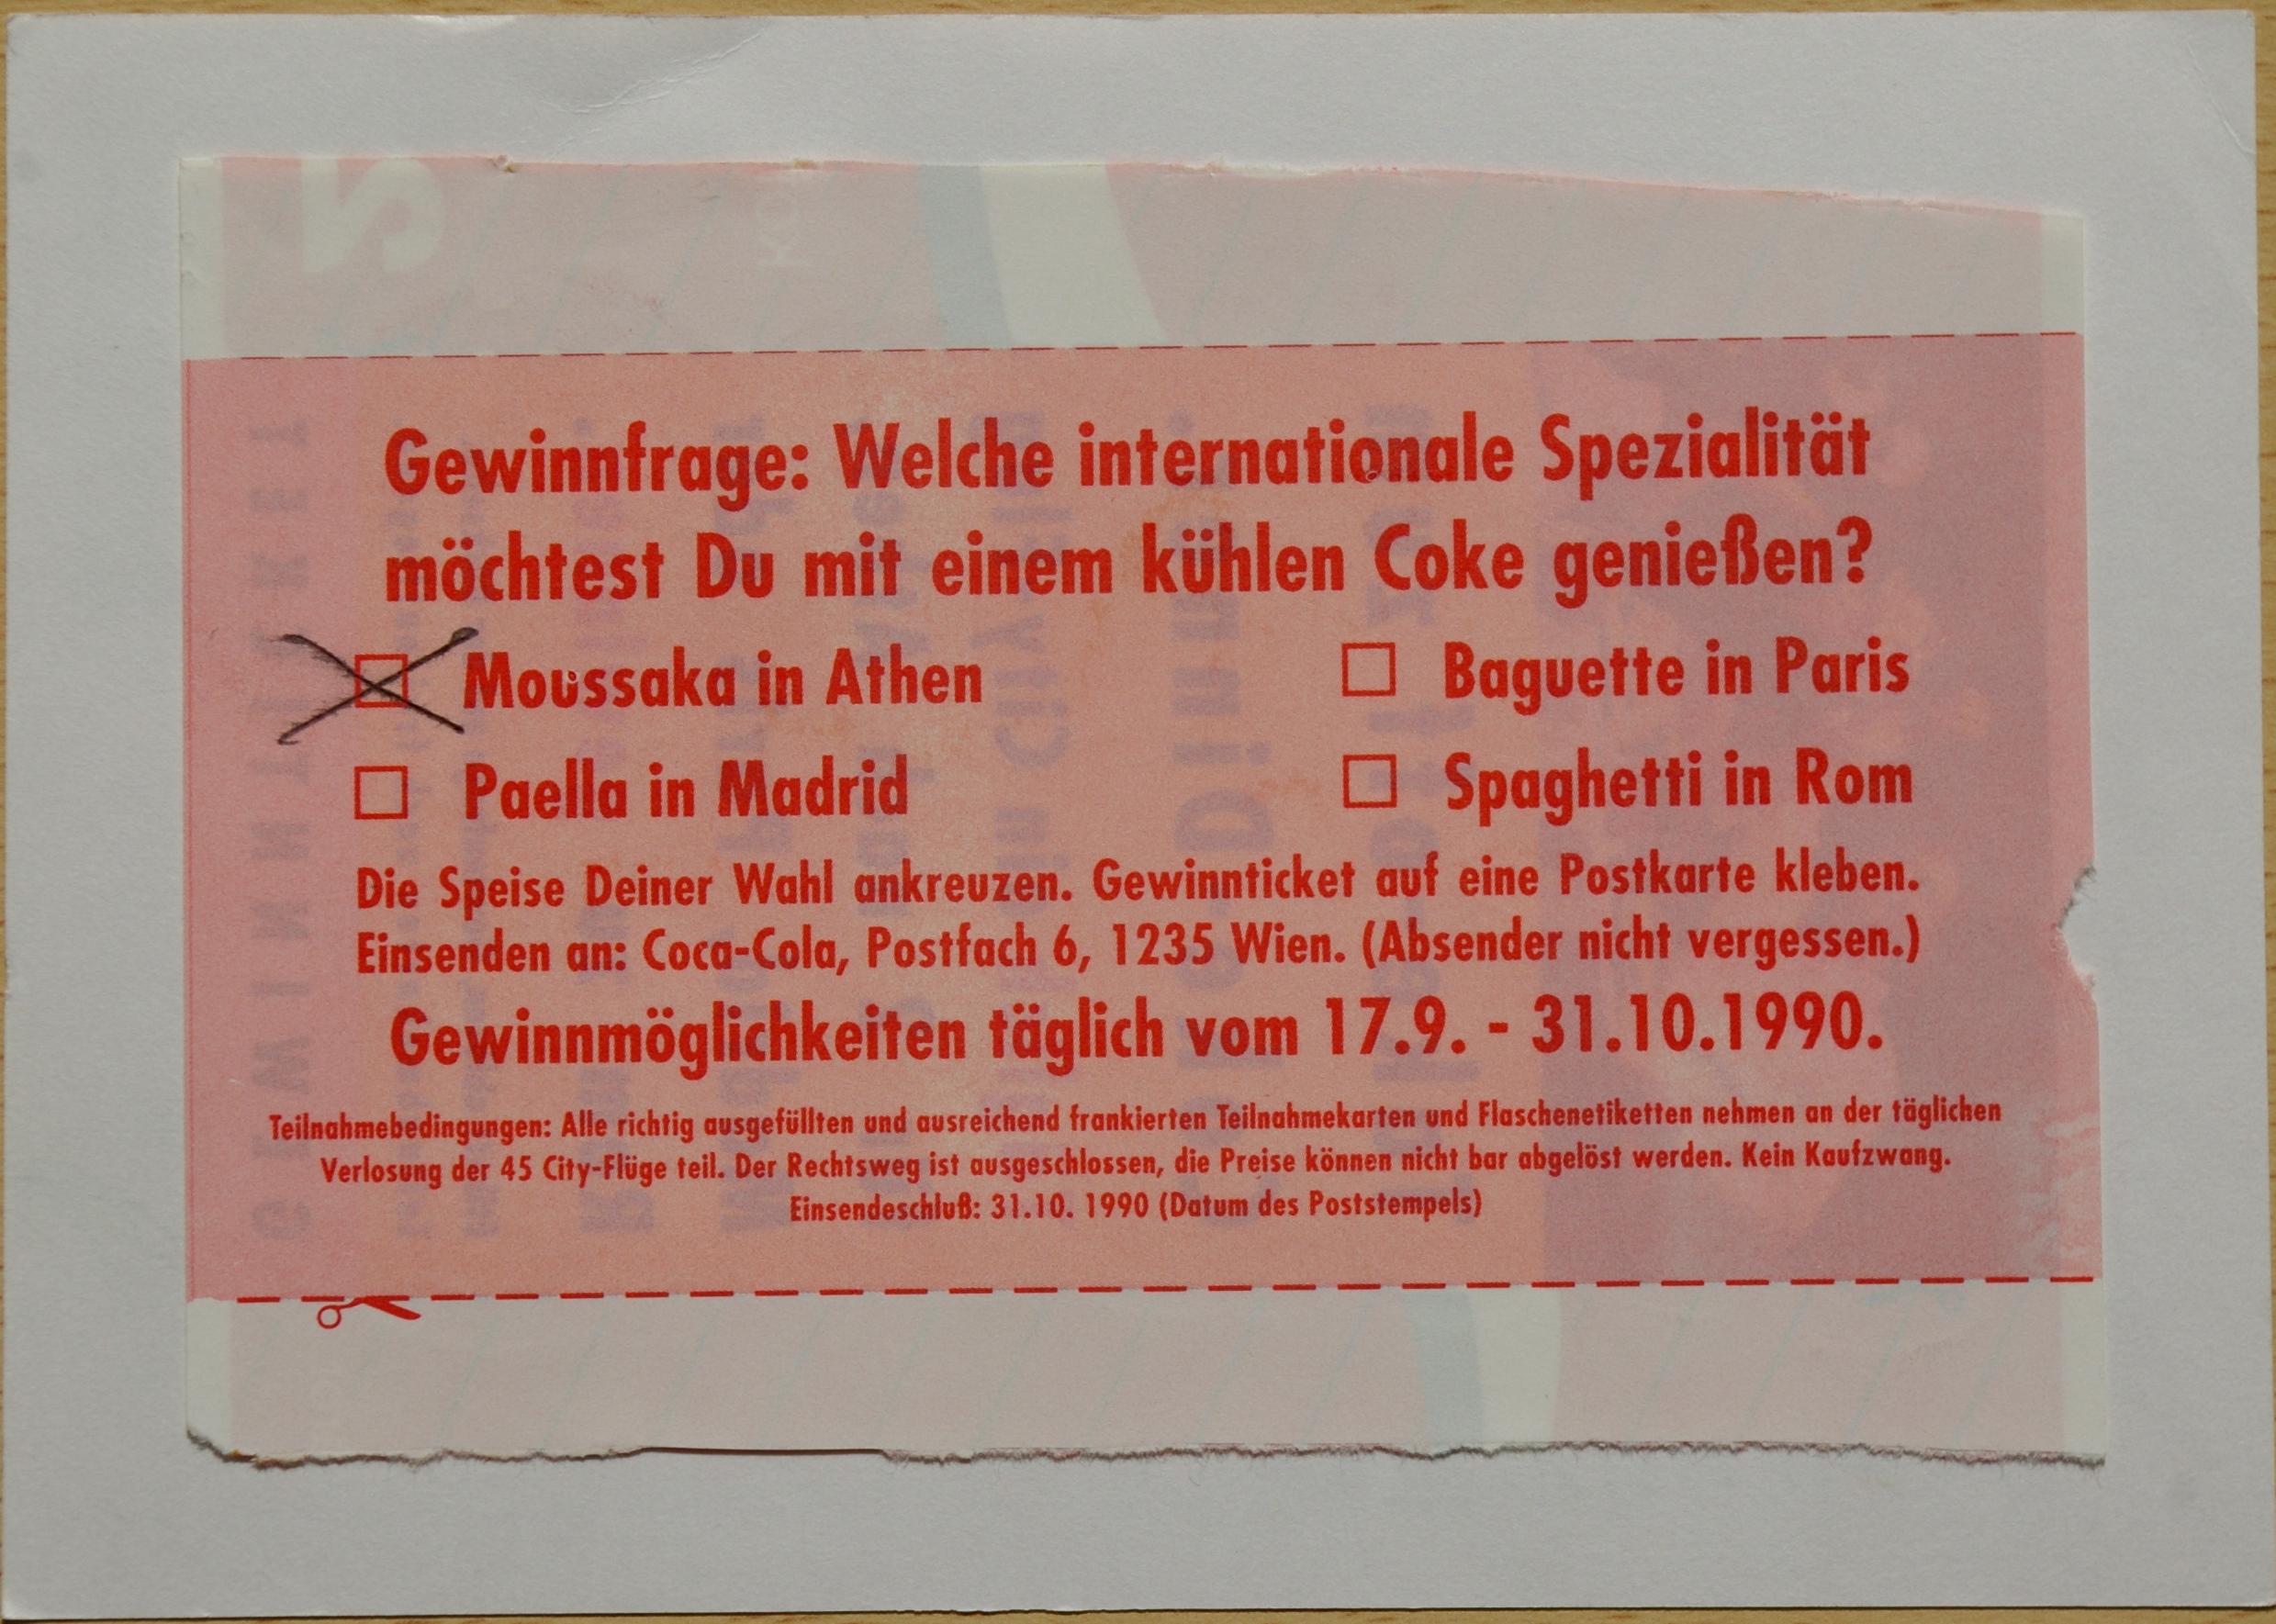 Gewinnfrage: Welche internationale Spezialität
möchtest Du mit einem kühlen Coke genießen?
Moussaka in Athen
Baguette in Paris
Paella in Madrid
Spaghetti in Rom
Die Speise Deiner Wahl ankreuzen. Gewinnticket auf eine Postkarte kleben.
Einsenden an: Coca-Cola, Postfach 6, 1235 Wien. (Absender nicht vergessen.)
Gewinnmöglichkeiten täglich vom 17.9. - 31.10.1990.
Teilnahmebedingungen: Alle richtig ausgefüllten und ausreichend frankierten Teilnahmekarten und Flaschenetiketten nehmen an der täglichen
Verlosung der 45 City-Flüge teil. Der Rechtsweg ist ausgeschlossen, die Preise können nicht bar abgelöst werden. Kein Kaufzwang.
Einsendeschluß: 31.10. 1990 (Datum des Poststempels)